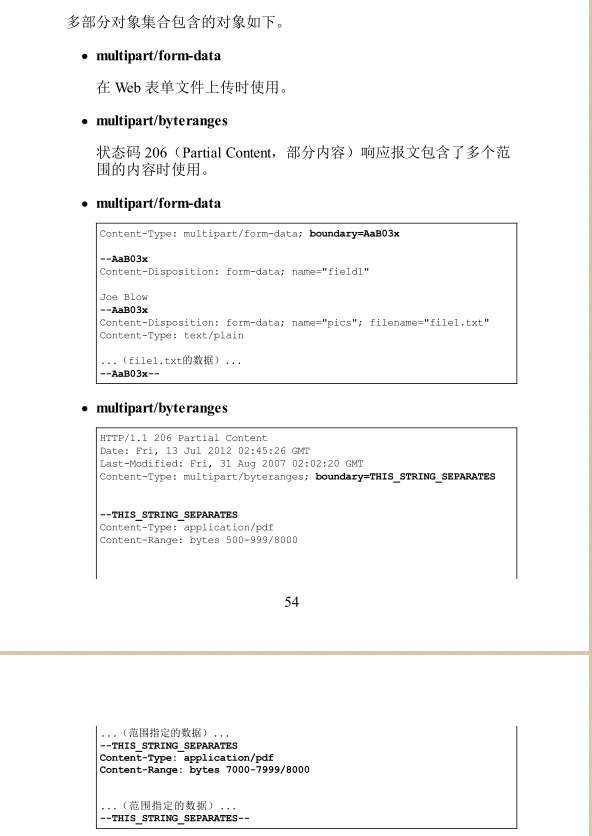 多部分对象集合包含的对象如下。
• multipart/form-data
在 Web 表单文件上传时使用。
• multipart/byteranges
状态码 206（Partial Content，部分内容）响应报文包含了多个范
围的内容时使用。
• multipart/form-data
Content-Type: multipart/form-data; boundary=AaB03x
--AaB03x
Content-Disposition: form-data; name="field1"
Joe Blow
--AaB03x
Content-Disposition: form-data; name="pics"; filename="file1.txt"
Content-Type: text/plain
...（file1.txt的数据）...
--AaB03x--
• multipart/byteranges
HTTP/1.1 206 Partial Content
Date: Fri, 13 Jul 2012 02:45:26 GMT
Last-Modified: Fri, 31 Aug 2007 02:02:20 GMT
Content-Type: multipart/byteranges; boundary=THIS_STRING_SEPARATES
--THIS_STRING_SEPARATES
Content-Type: application/pdf
Content-Range: bytes 500-999/8000
54
...（范围指定的数据）...
--THIS_STRING_SEPARATES
Content-Type: application/pdf
Content-Range: bytes 7000-7999/8000
...（范围指定的数据）...
--THIS_STRING_SEPARATES--